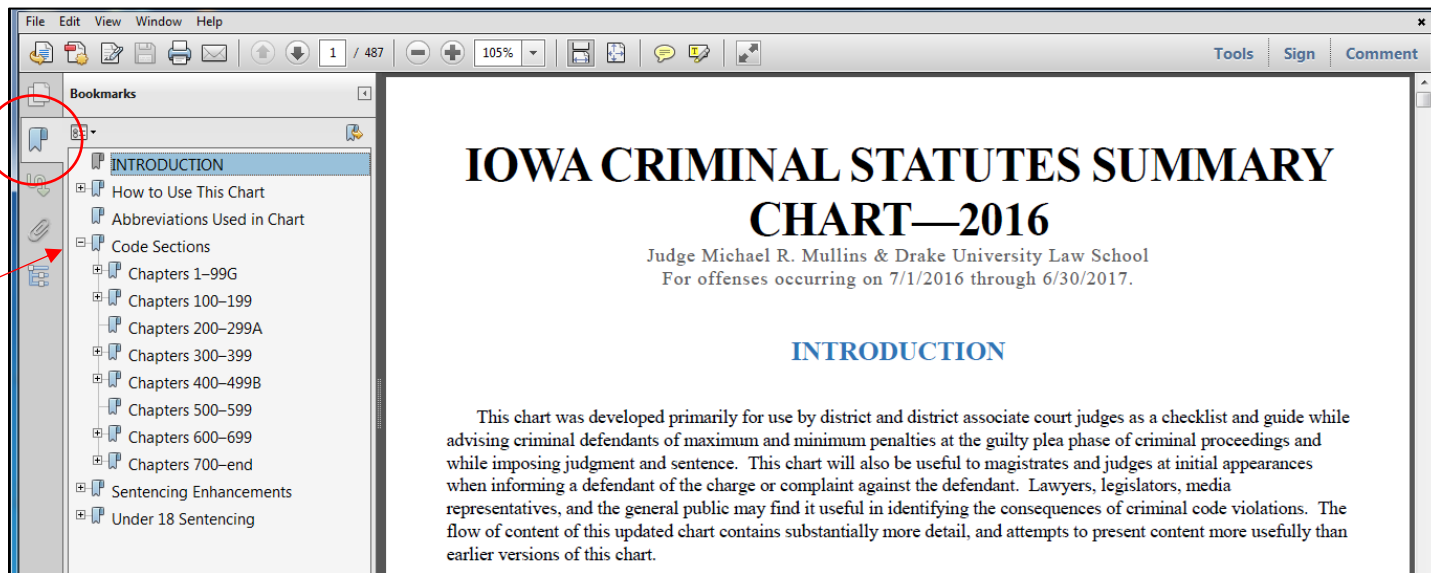 File Edit View Window Help
1 / 487 105% Tools Sign Comment
Bookmarks
INTRODUCTION
How to Use This Chart
Abbreviations Used in Chart
Code Sections
Chapters 1–99G
Chapters 100–199
Chapters 200–299A
Chapters 300–399
Chapters 400–499B
Chapters 500–599
Chapters 600–699
Chapters 700–end
Sentencing Enhancements
Under 18 Sentencing
IOWA CRIMINAL STATUTES SUMMARY
CHART—2016
Judge Michael R. Mullins & Drake University Law School
For offenses occurring on 7/1/2016 through 6/30/2017.
INTRODUCTION
This chart was developed primarily for use by district and district associate court judges as a checklist and guide while
advising criminal defendants of maximum and minimum penalties at the guilty plea phase of criminal proceedings and
while imposing judgment and sentence.  This chart will also be useful to magistrates and judges at initial appearances
when informing a defendant of the charge or complaint against the defendant.  Lawyers, legislators, media
representatives, and the general public may find it useful in identifying the consequences of criminal code violations.  The
flow of content of this updated chart contains substantially more detail, and attempts to present content more usefully than
earlier versions of this chart.